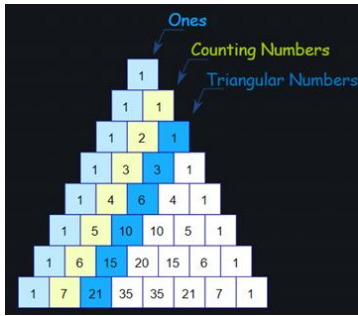 Ones
Counting Numbers
Triangular Numbers
1
1 1
1 2 1
1 3 3 1
1 4 6 4 1
1 5 10 10 5 1
1 6 15 20 15 6 1
1 7 21 35 35 21 7 1